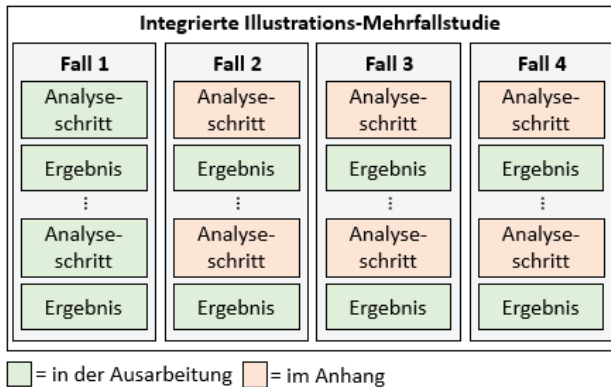 Integrierte Illustrations-Mehrfallstudie
Fall 1
Analyse-
schritt
Ergebnis
⋮
Analyse-
schritt
Ergebnis
Fall 2
Analyse-
schritt
Ergebnis
⋮
Analyse-
schritt
Ergebnis
Fall 3
Analyse-
schritt
Ergebnis
⋮
Analyse-
schritt
Ergebnis
Fall 4
Analyse-
schritt
Ergebnis
⋮
Analyse-
schritt
Ergebnis
= in der Ausarbeitung
= im Anhang